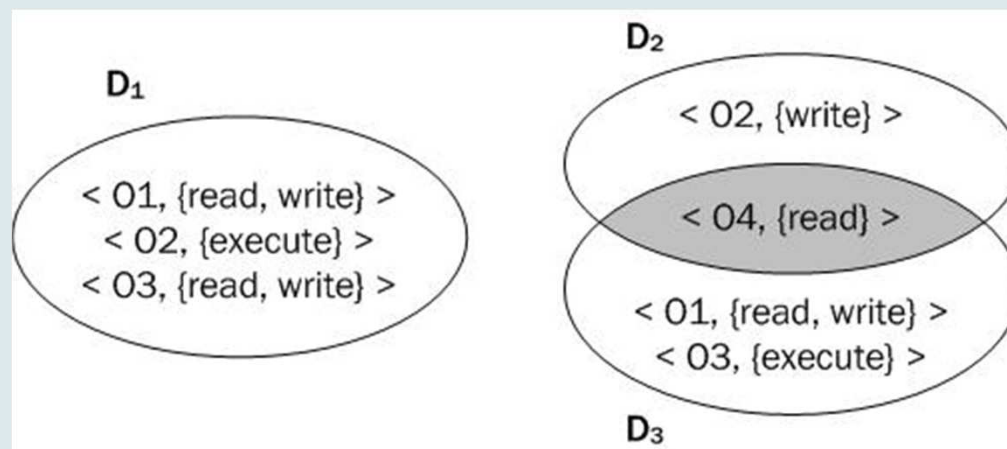 D₁
< O1, {read, write} >
< O2, {execute} >
< O3, {read, write} >
D₂
< O2, {write} >
< O4, {read} >
< O1, {read, write} >
< O3, {execute} >
D₃